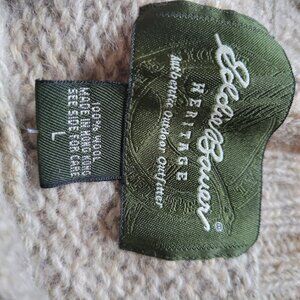 Eddie Bauer®
HERITAGE
Authentic Outdoor Outfitter
100% WOOL
MADE IN HONG KONG
SEE SIDE FOR CARE
L